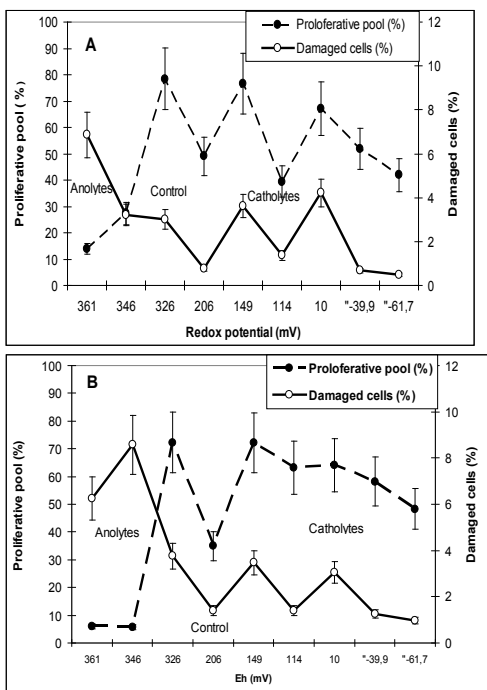 A
Proloferative pool (%)
Damaged cells (%)
Proliferative pool ( %)
100
90
80
70
60
50
40
30
20
10
0
12
10
8
6
4
2
0
Damaged cells (%)
Anolytes
Control
Catholytes
361 346 326 206 149 114 10 "-39,9 "-61,7
Redox potential (mV)
B
Proloferative pool (%)
Damaged cells (%)
Proliferative pool (%)
100
90
80
70
60
50
40
30
20
10
0
12
10
8
6
4
2
0
Damaged cells (%)
Anolytes
Catholytes
Control
361 346 326 206 149 114 10 "-39,9 "-61,7
Eh (mV)